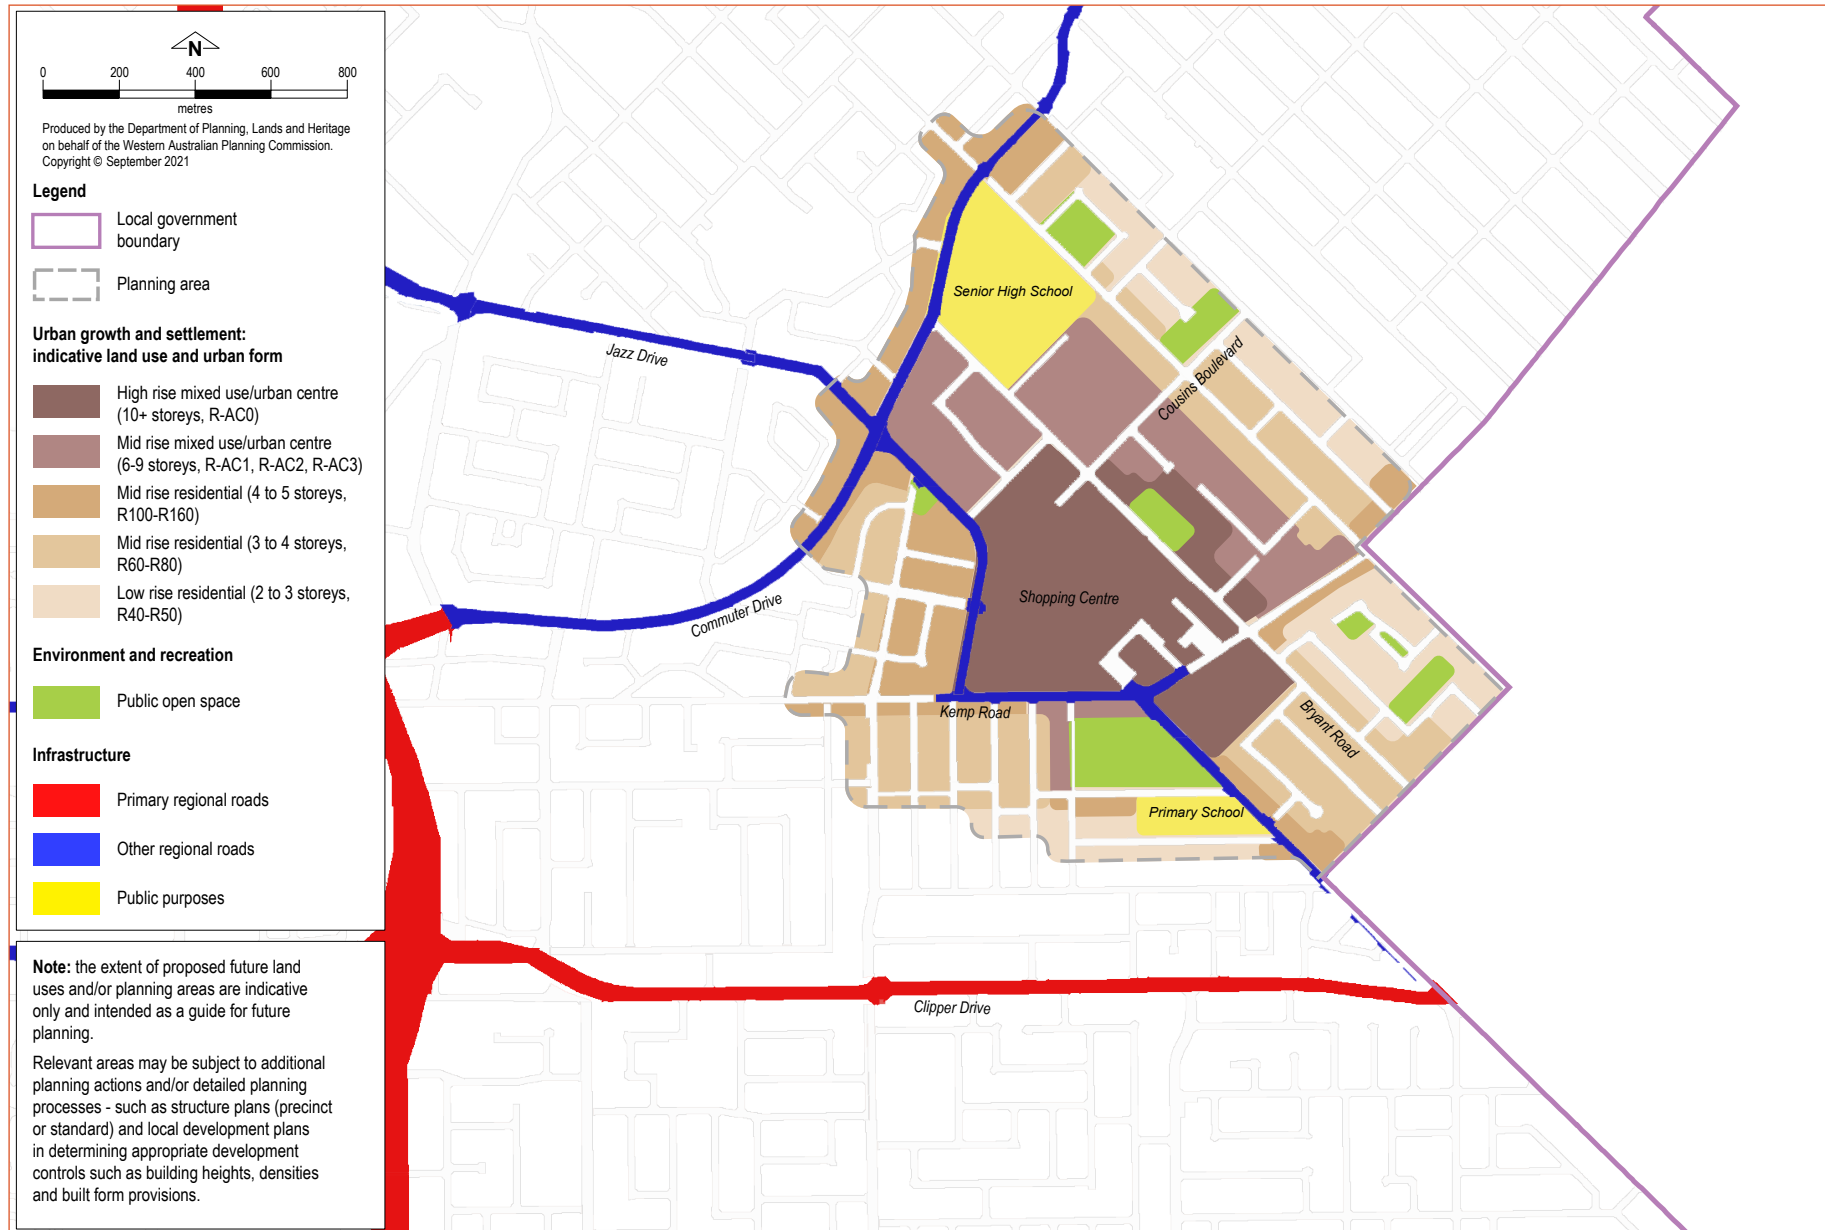 N
0 200 400 600 800
metres
Produced by the Department of Planning, Lands and Heritage
on behalf of the Western Australian Planning Commission.
Copyright © September 2021
Legend
Local government
boundary
Planning area
Urban growth and settlement:
indicative land use and urban form
High rise mixed use/urban centre
(10+ storeys, R-AC0)
Mid rise mixed use/urban centre
(6-9 storeys, R-AC1, R-AC2, R-AC3)
Mid rise residential (4 to 5 storeys,
R100-R160)
Mid rise residential (3 to 4 storeys,
R60-R80)
Low rise residential (2 to 3 storeys,
R40-R50)
Environment and recreation
Public open space
Infrastructure
Primary regional roads
Other regional roads
Public purposes
Note: the extent of proposed future land
uses and/or planning areas are indicative
only and intended as a guide for future
planning.
Relevant areas may be subject to additional
planning actions and/or detailed planning
processes - such as structure plans (precinct
or standard) and local development plans
in determining appropriate development
controls such as building heights, densities
and built form provisions.
Senior High School
Jazz Drive
Cousins Boulevard
Shopping Centre
Commuter Drive
Kemp Road
Bryant Road
Primary School
Clipper Drive